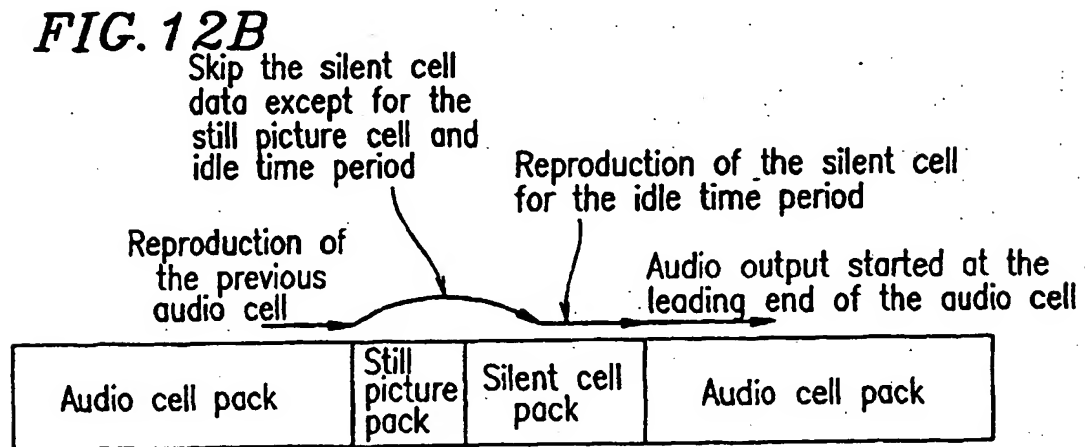 FIG. 12B
Skip the silent cell
data except for the
still picture cell and
idle time period
Reproduction of the silent cell
for the idle time period
Reproduction of
the previous
audio cell
Audio output started at the
leading end of the audio cell
Audio cell pack
Still
picture
pack
Silent cell
pack
Audio cell pack